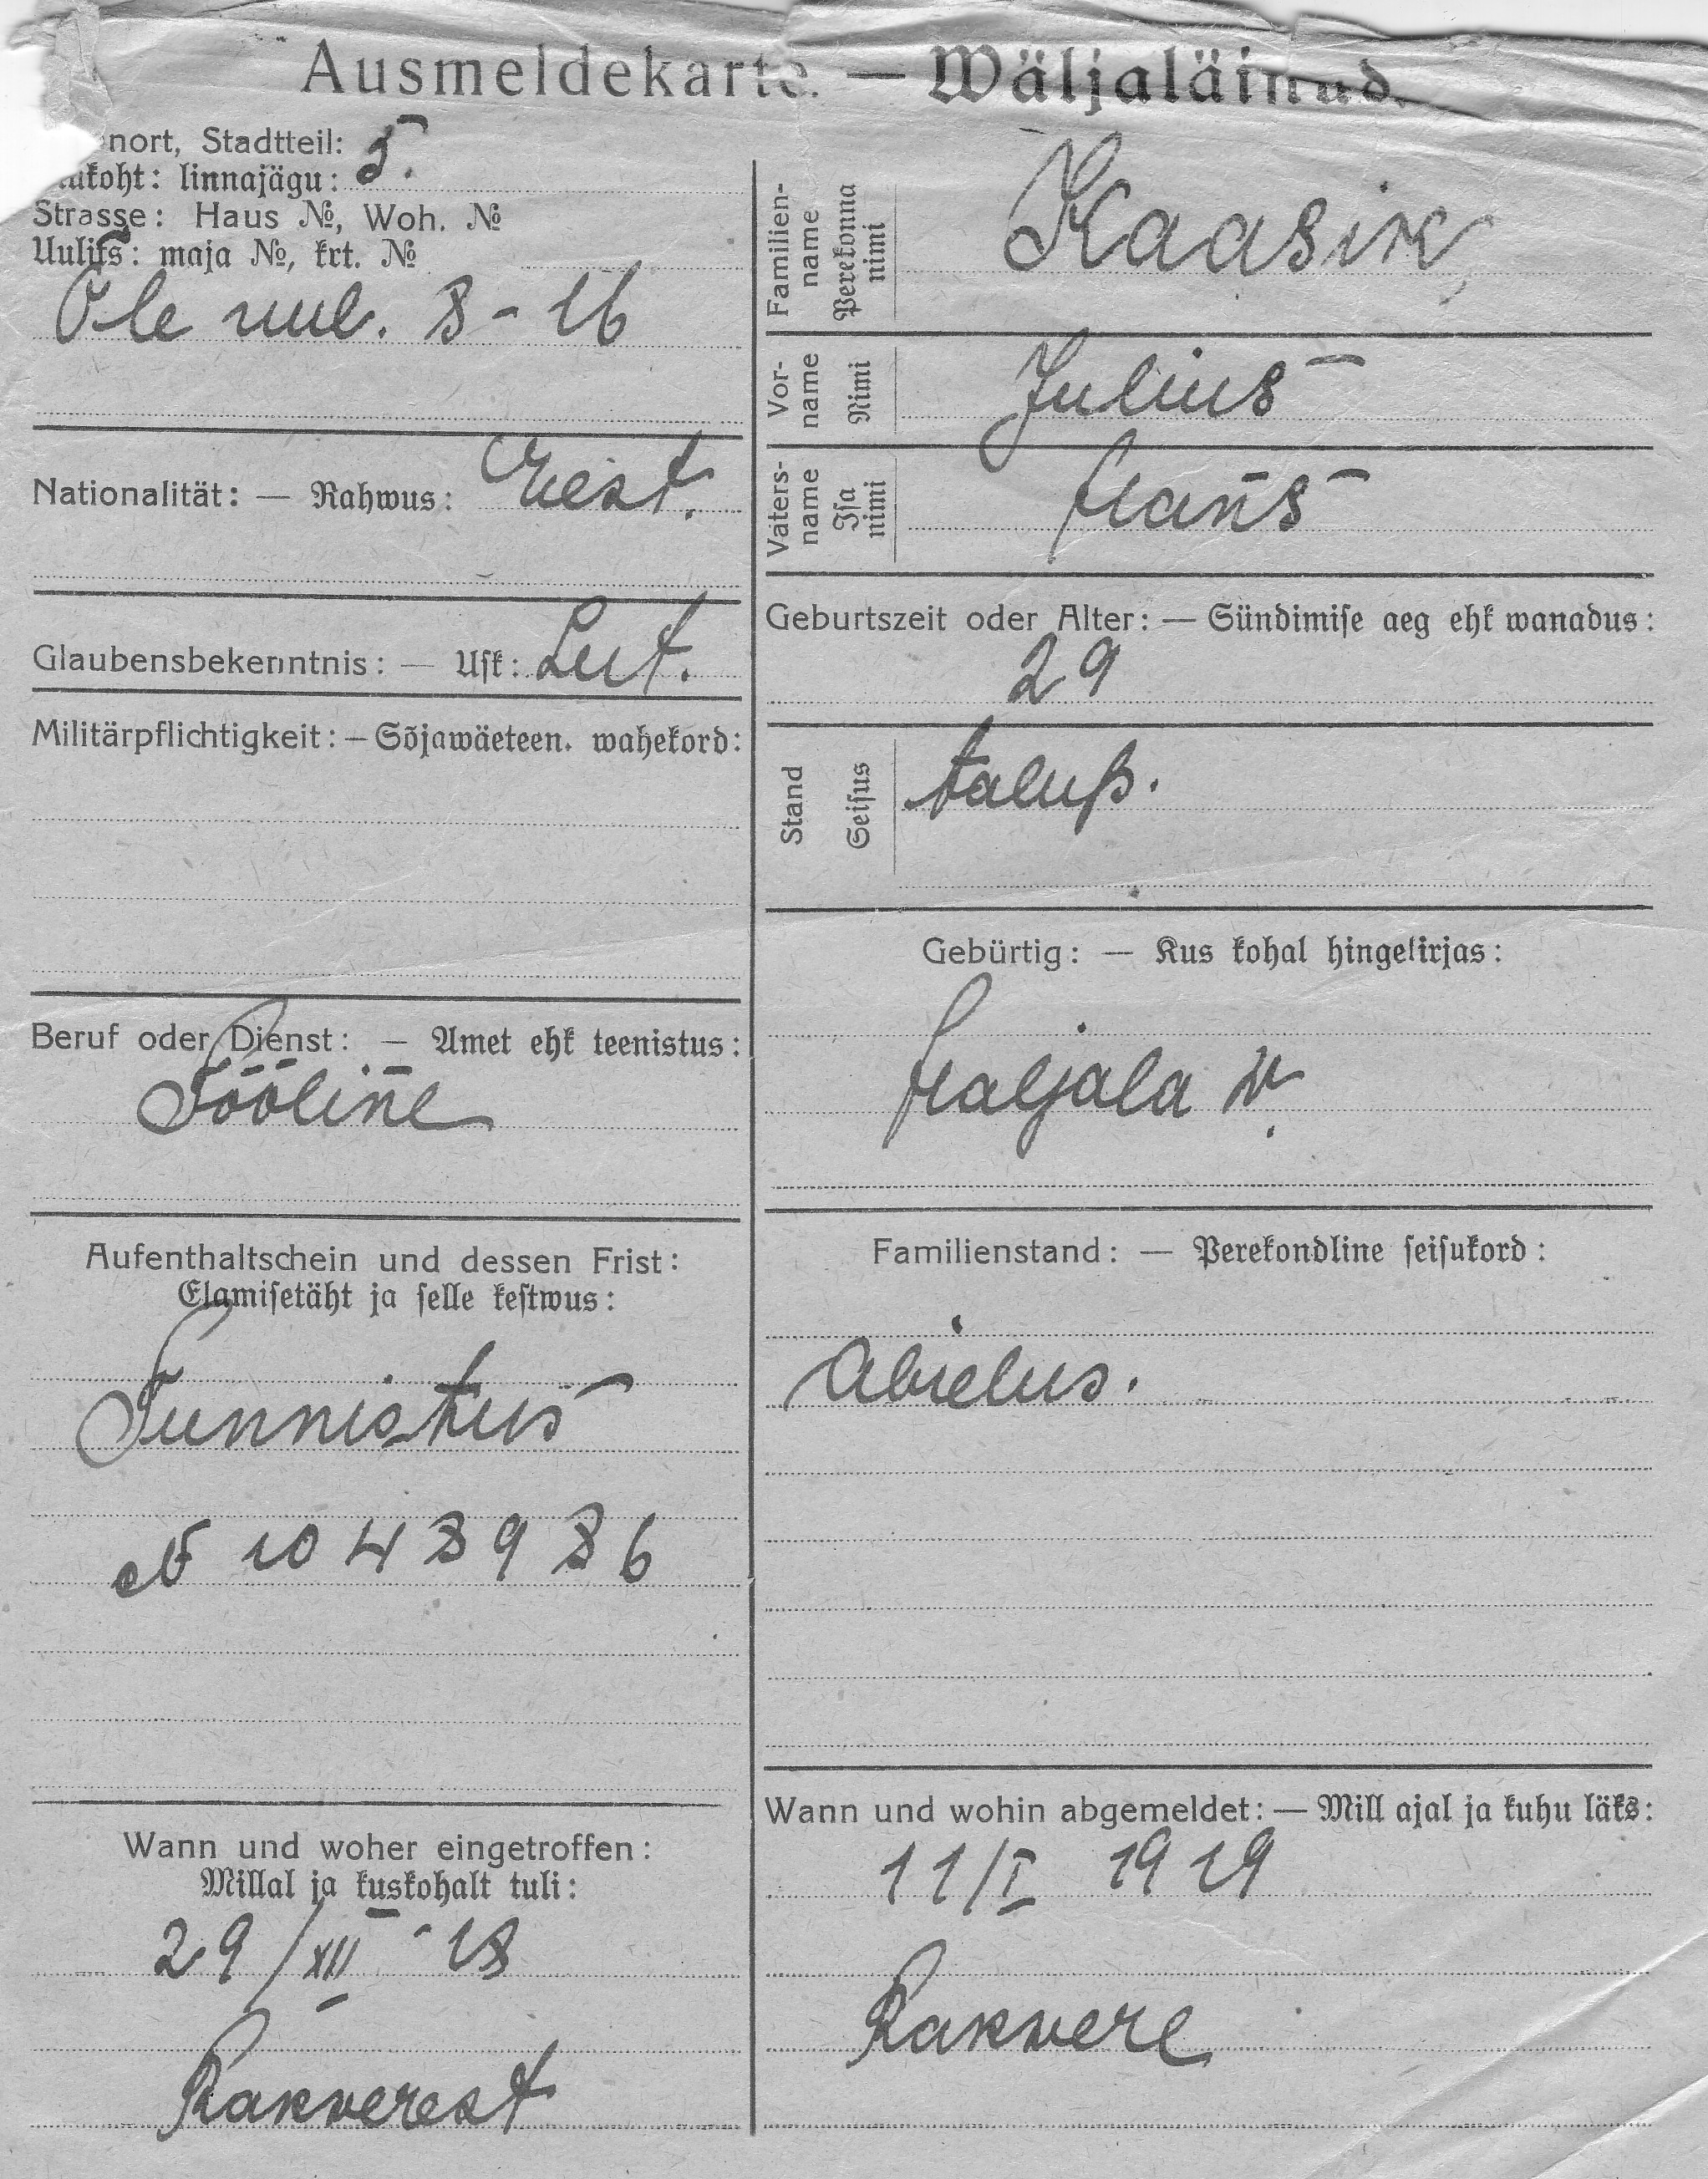 Ausmeldekarte. — Wäljaläinud.
nort, Stadtteil: 5.
ukoht: linnajägu:
Strasse: Haus №, Woh. №
Uulits: maja №, krt. №
Õle uul. 8 - 16
Nationalität: — Rahwus: Eest.
Glaubensbekenntnis: — Usk: Lut.
Militärpflichtigkeit: — Sõjawäeteen. wahekord:
Beruf oder Dienst: — Amet ehk teenistus:
Tööline
Aufenthaltschein und dessen Frist:
Elamisetäht ja selle kestwus:
Tunnistus
№ 1048986
Wann und woher eingetroffen:
Millal ja kuskohalt tuli:
29/XII - 18
Rakverest
Familien-name Perekonna nimi Kaasik,
Vor-name Nimi Julius
Vaters-name Isa nimi Hans
Geburtszeit oder Alter: — Sündimise aeg ehk wanadus:
29
Stand Seisus talup.
Gebürtig: — Kus kohal hingekirjas:
Haljala v.
Familienstand: — Perekondline seisukord:
abielus.
Wann und wohin abgemeldet: — Mill ajal ja kuhu läks:
11/I 1919
Rakvere